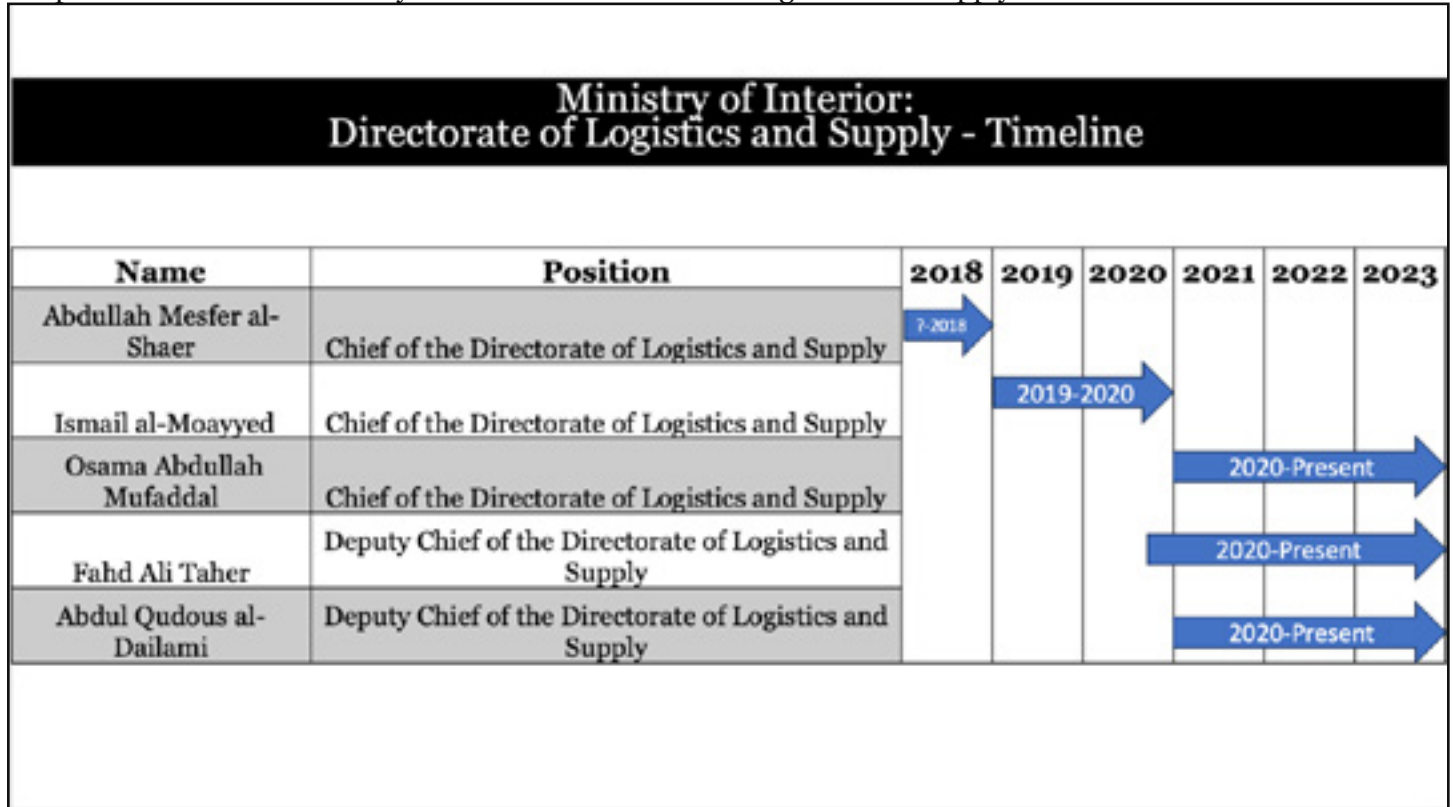 Ministry of Interior:
Directorate of Logistics and Supply - Timeline
Name Position 2018 2019 2020 2021 2022 2023
Abdullah Mesfer al-
Shaer
Chief of the Directorate of Logistics and Supply
?-2018
Ismail al-Moayyed
Chief of the Directorate of Logistics and Supply
2019-2020
Osama Abdullah
Mufaddal
Chief of the Directorate of Logistics and Supply
2020-Present
Fahd Ali Taher
Deputy Chief of the Directorate of Logistics and
Supply
2020-Present
Abdul Qudous al-
Dailami
Deputy Chief of the Directorate of Logistics and
Supply
2020-Present